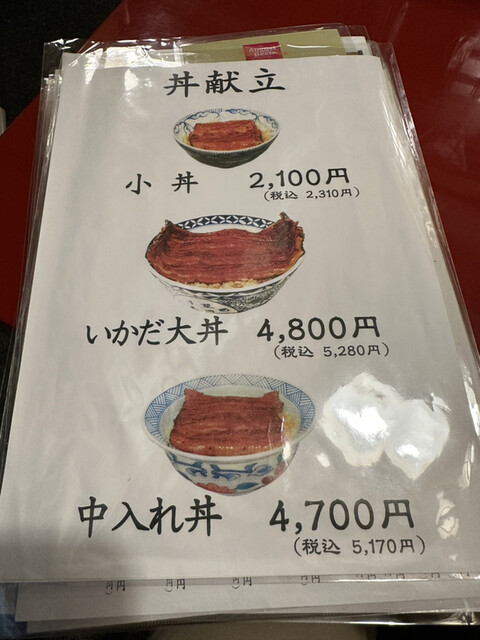 丼献立
小丼 2,100円
(税込 2,310円)
いかだ大丼 4,800円
(税込 5,280円)
中入れ丼 4,700円
(税込 5,170円)